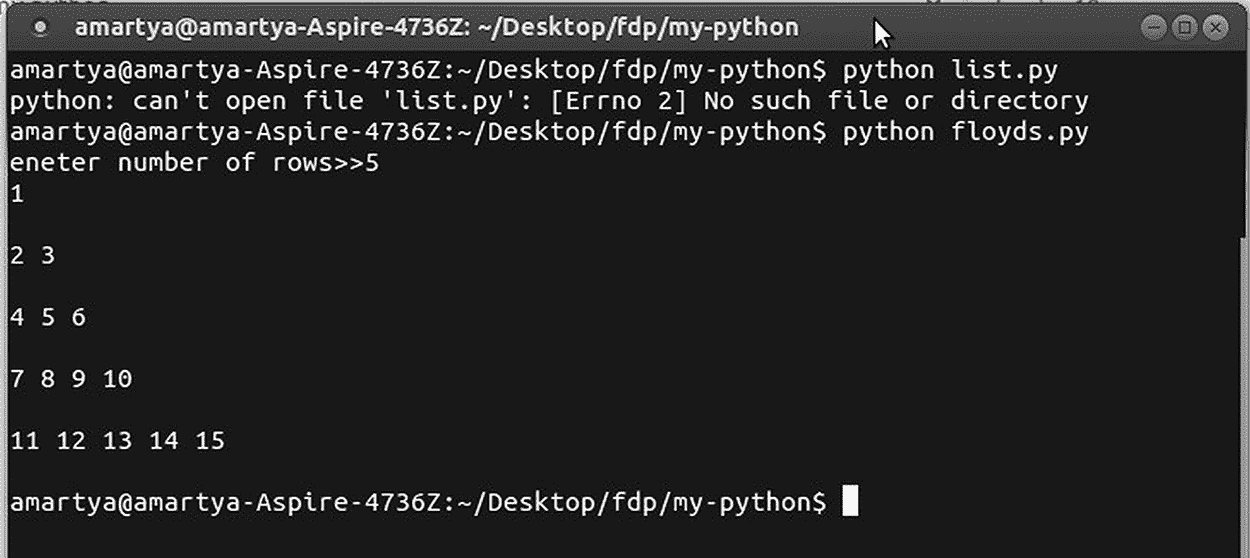 amartya@amartya-Aspire-4736Z: ~/Desktop/fdp/my-python
amartya@amartya-Aspire-4736Z:~/Desktop/fdp/my-python$ python list.py
python: can't open file 'list.py': [Errno 2] No such file or directory
amartya@amartya-Aspire-4736Z:~/Desktop/fdp/my-python$ python floyds.py
eneter number of rows>>5
1
2 3
4 5 6
7 8 9 10
11 12 13 14 15
amartya@amartya-Aspire-4736Z:~/Desktop/fdp/my-python$